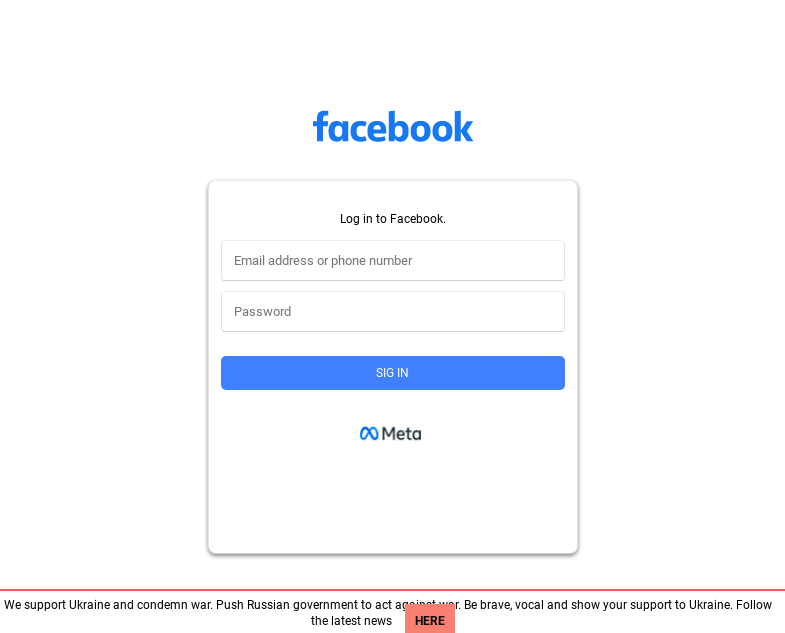 facebook
Log in to Facebook.
Email address or phone number
Password
SIG IN
Meta
We support Ukraine and condemn war. Push Russian government to act against war. Be brave, vocal and show your support to Ukraine. Follow
the latest news HERE